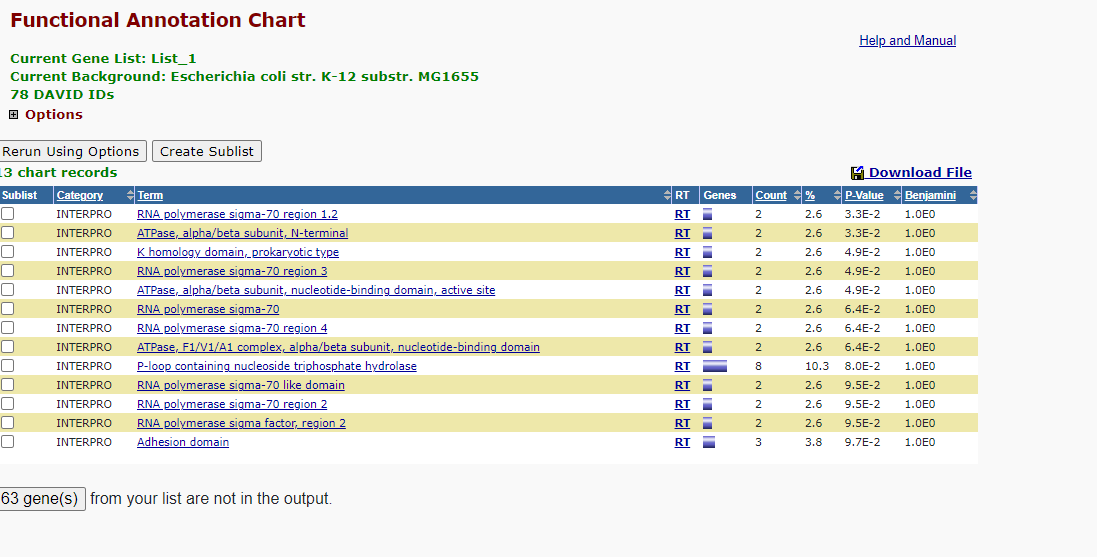 Functional Annotation Chart
Help and Manual
Current Gene List: List_1
Current Background: Escherichia coli str. K-12 substr. MG1655
78 DAVID IDs
Options
Rerun Using Options Create Sublist
13 chart records Download File
Sublist Category Term RT Genes Count % P-Value Benjamini
INTERPRO RNA polymerase sigma-70 region 1.2 RT 2 2.6 3.3E-2 1.0E0
INTERPRO ATPase, alpha/beta subunit, N-terminal RT 2 2.6 3.3E-2 1.0E0
INTERPRO K homology domain, prokaryotic type RT 2 2.6 4.9E-2 1.0E0
INTERPRO RNA polymerase sigma-70 region 3 RT 2 2.6 4.9E-2 1.0E0
INTERPRO ATPase, alpha/beta subunit, nucleotide-binding domain, active site RT 2 2.6 4.9E-2 1.0E0
INTERPRO RNA polymerase sigma-70 RT 2 2.6 6.4E-2 1.0E0
INTERPRO RNA polymerase sigma-70 region 4 RT 2 2.6 6.4E-2 1.0E0
INTERPRO ATPase, F1/V1/A1 complex, alpha/beta subunit, nucleotide-binding domain RT 2 2.6 6.4E-2 1.0E0
INTERPRO P-loop containing nucleoside triphosphate hydrolase RT 8 10.3 8.0E-2 1.0E0
INTERPRO RNA polymerase sigma-70 like domain RT 2 2.6 9.5E-2 1.0E0
INTERPRO RNA polymerase sigma-70 region 2 RT 2 2.6 9.5E-2 1.0E0
INTERPRO RNA polymerase sigma factor, region 2 RT 2 2.6 9.5E-2 1.0E0
INTERPRO Adhesion domain RT 3 3.8 9.7E-2 1.0E0
63 gene(s) from your list are not in the output.